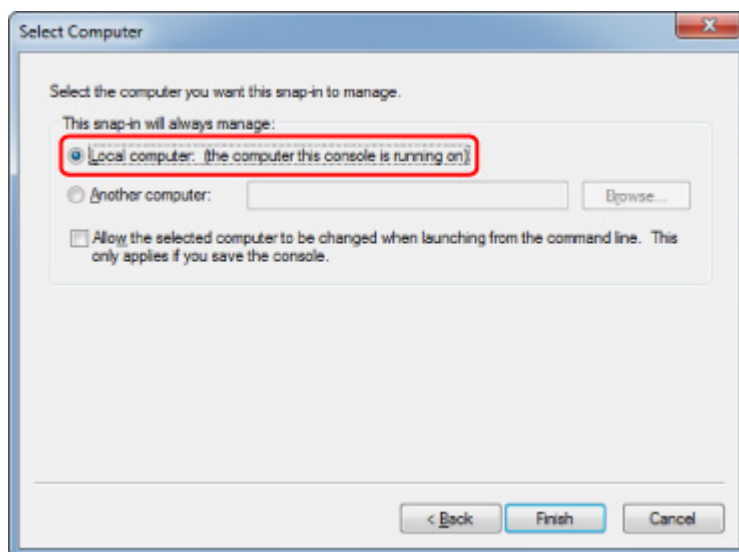 Select Computer
Select the computer you want this snap-in to manage.
This snap-in will always manage:
Local computer: (the computer this console is running on)
Another computer: Browse...
Allow the selected computer to be changed when launching from the command line. This
only applies if you save the console.
< Back Finish Cancel